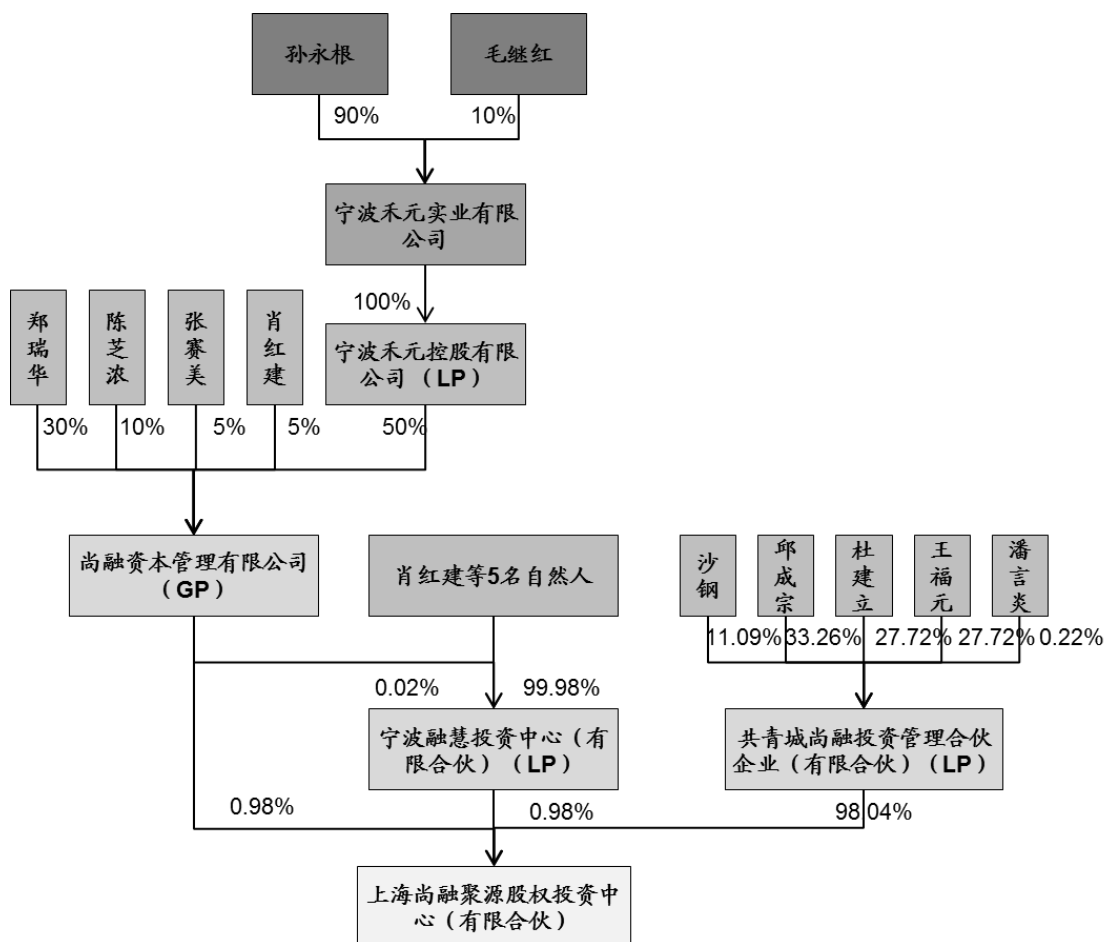 孙永根
毛继红
90%
10%
宁波禾元实业有限
公司
100%
郑瑞华
陈芝浓
张赛美
肖红建
宁波禾元控股有限
公司（LP）
30%
10%
5%
5%
50%
尚融资本管理有限公司
（GP）
肖红建等5名自然人
沙钢
邱成宗
杜建立
王福元
潘言炎
11.09%
33.26%
27.72%
27.72%
0.22%
0.02%
99.98%
宁波融慧投资中心（有
限合伙）（LP）
共青城尚融投资管理合伙
企业（有限合伙）（LP）
0.98%
0.98%
98.04%
上海尚融聚源股权投资中
心（有限合伙）